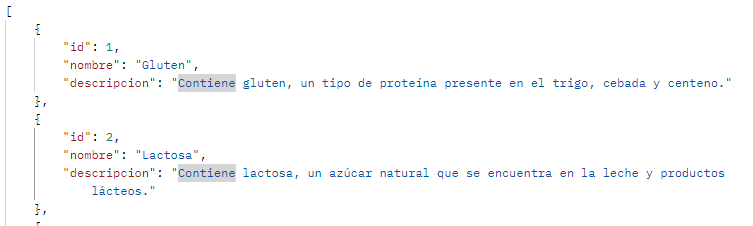 [
{
"id": 1,
"nombre": "Gluten",
"descripcion": "Contiene gluten, un tipo de proteína presente en el trigo, cebada y centeno."
},
{
"id": 2,
"nombre": "Lactosa",
"descripcion": "Contiene lactosa, un azúcar natural que se encuentra en la leche y productos
lácteos."
},